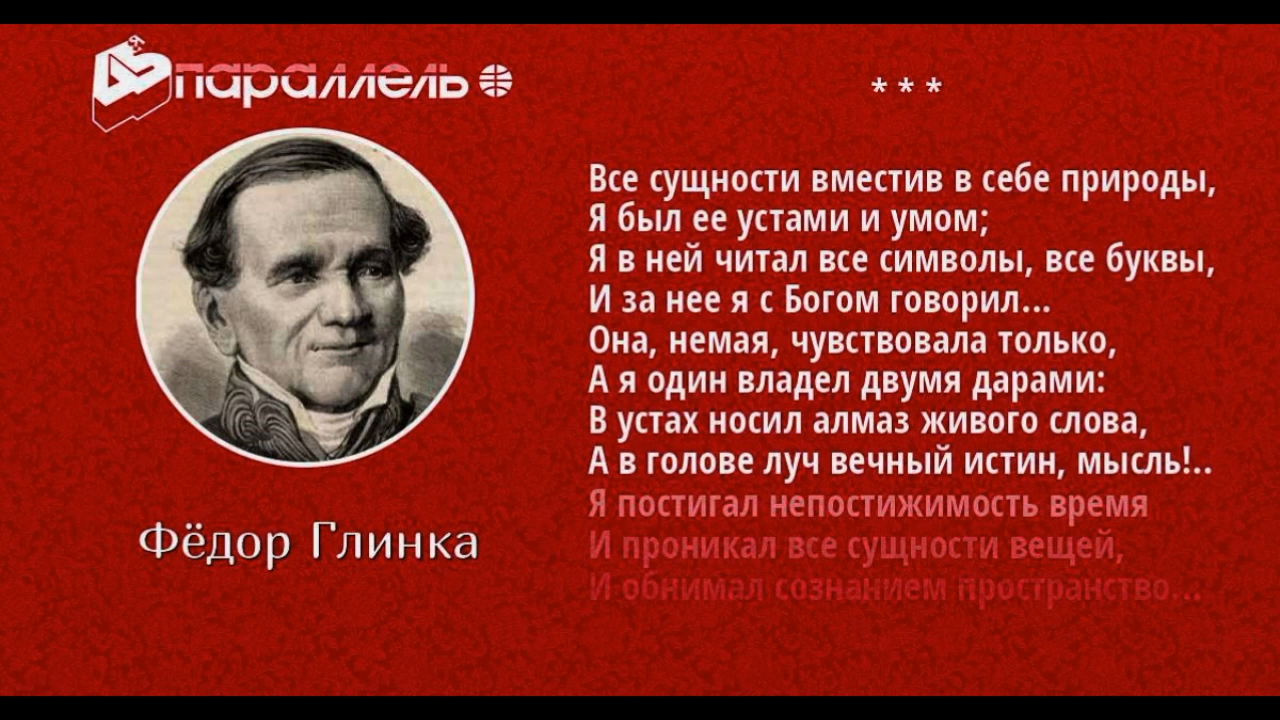 45я параллель
Фёдор Глинка
* * *
Все сущности вместив в себе природы,
Я был ее устами и умом;
Я в ней читал все символы, все буквы,
И за нее я с Богом говорил...
Она, немая, чувствовала только,
А я один владел двумя дарами:
В устах носил алмаз живого слова,
А в голове луч вечный истин, мысль!..
Я постигал непостижимость время
И проникал все сущности вещей,
И обнимал сознанием пространство...